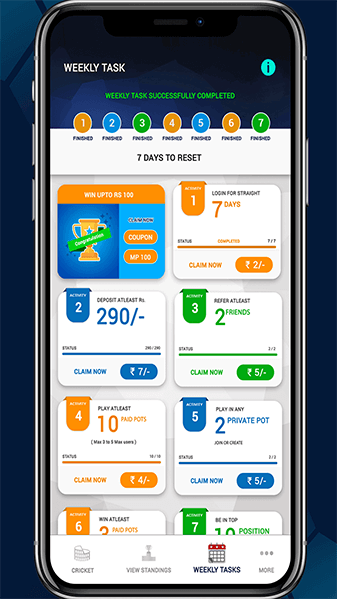 WEEKLY TASK
i
WEEKLY TASK SUCCESSFULLY COMPLETED
1 2 3 4 5 6 7
FINISHED FINISHED FINISHED FINISHED FINISHED FINISHED FINISHED
7 DAYS TO RESET
WIN UPTO RS 100
Congratulation
CLAIM NOW
COUPON
MP 100
ACTIVITY
1
LOGIN FOR STRAIGHT
7 DAYS
STATUS COMPLETED 7 / 7
CLAIM NOW ₹ 2/-
ACTIVITY
2
DEPOSIT ATLEAST Rs.
290/-
STATUS 290 / 290
CLAIM NOW ₹ 7/-
ACTIVITY
3
REFER ATLEAST
2 FRIENDS
STATUS 2 / 2
CLAIM NOW ₹ 5/-
ACTIVITY
4
PLAY ATLEAST
10 PAID POTS
( Max 3 to 5 Max users )
STATUS 10 / 10
CLAIM NOW ₹ 4/-
ACTIVITY
5
PLAY IN ANY
2 PRIVATE POT
JOIN OR CREATE
STATUS 2 / 2
CLAIM NOW ₹ 5/-
ACTIVITY
6
WIN ATLEAST
3 PAID POTS
ACTIVITY
7
BE IN TOP
10 POSITION
CRICKET
VIEW STANDINGS
WEEKLY TASKS
MORE